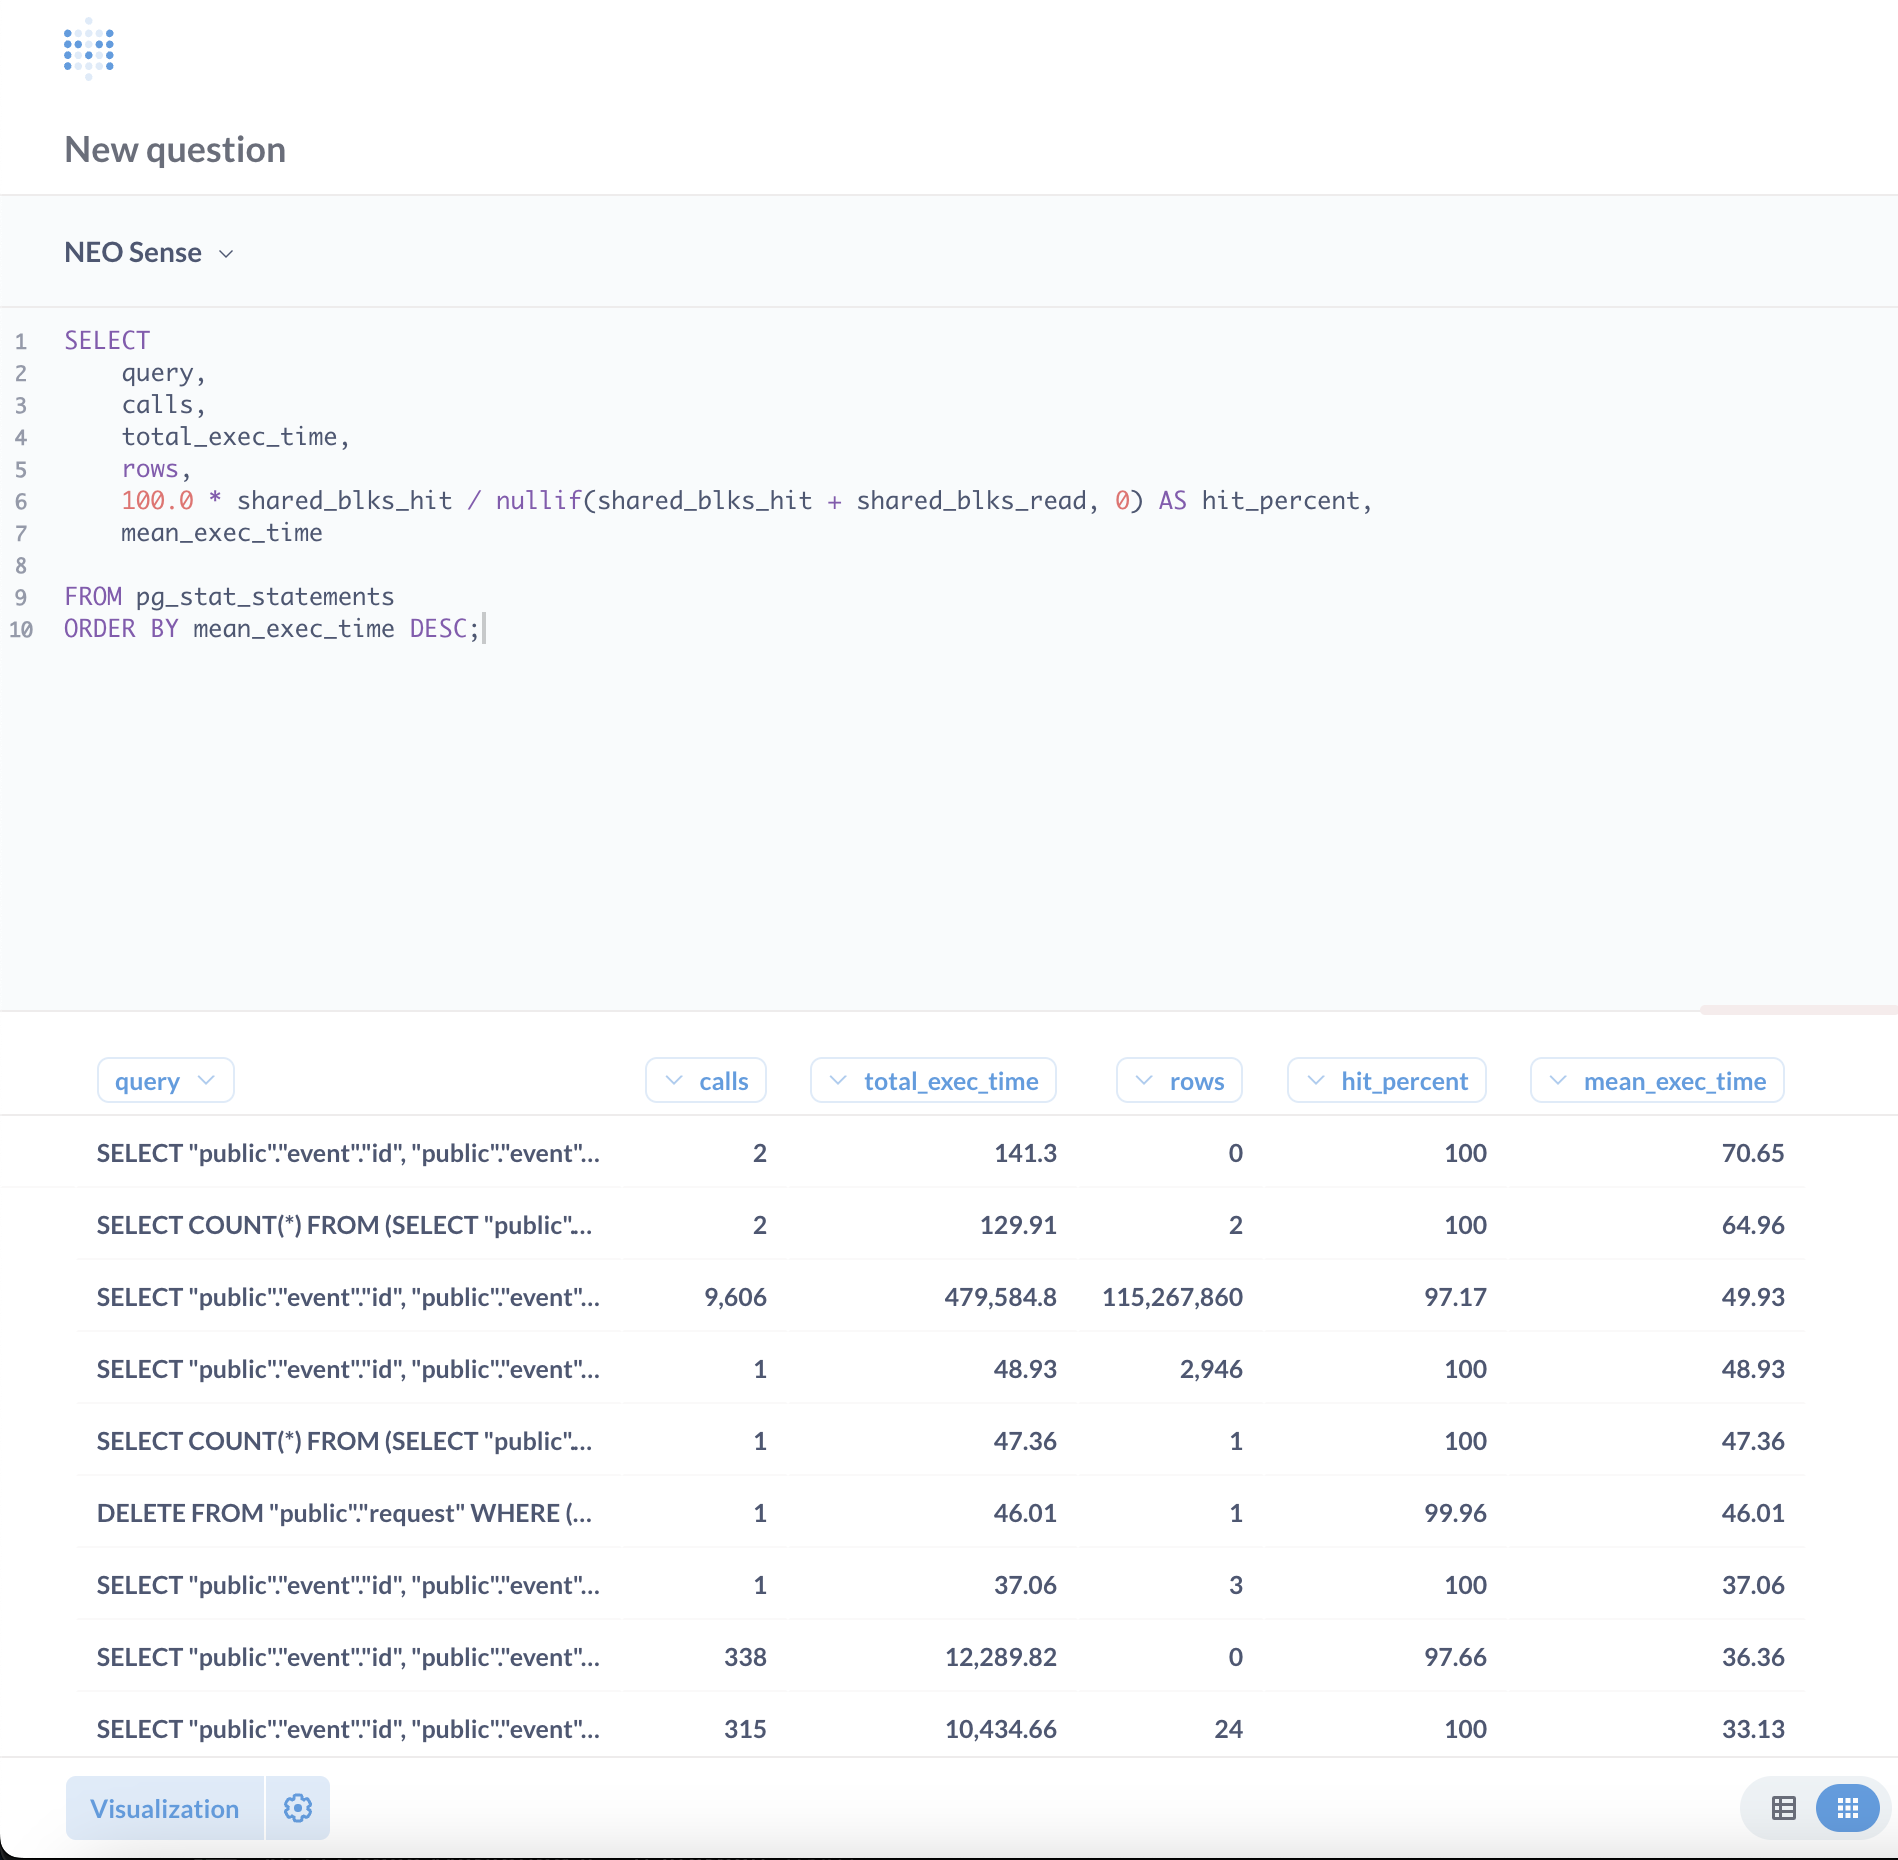 New question
NEO Sense
1 SELECT
2 query,
3 calls,
4 total_exec_time,
5 rows,
6 100.0 * shared_blks_hit / nullif(shared_blks_hit + shared_blks_read, 0) AS hit_percent,
7 mean_exec_time
8
9 FROM pg_stat_statements
10 ORDER BY mean_exec_time DESC;
query calls total_exec_time rows hit_percent mean_exec_time
SELECT "public"."event"."id", "public"."event"... 2 141.3 0 100 70.65
SELECT COUNT(*) FROM (SELECT "public".... 2 129.91 2 100 64.96
SELECT "public"."event"."id", "public"."event"... 9,606 479,584.8 115,267,860 97.17 49.93
SELECT "public"."event"."id", "public"."event"... 1 48.93 2,946 100 48.93
SELECT COUNT(*) FROM (SELECT "public".... 1 47.36 1 100 47.36
DELETE FROM "public"."request" WHERE (... 1 46.01 1 99.96 46.01
SELECT "public"."event"."id", "public"."event"... 1 37.06 3 100 37.06
SELECT "public"."event"."id", "public"."event"... 338 12,289.82 0 97.66 36.36
SELECT "public"."event"."id", "public"."event"... 315 10,434.66 24 100 33.13
Visualization